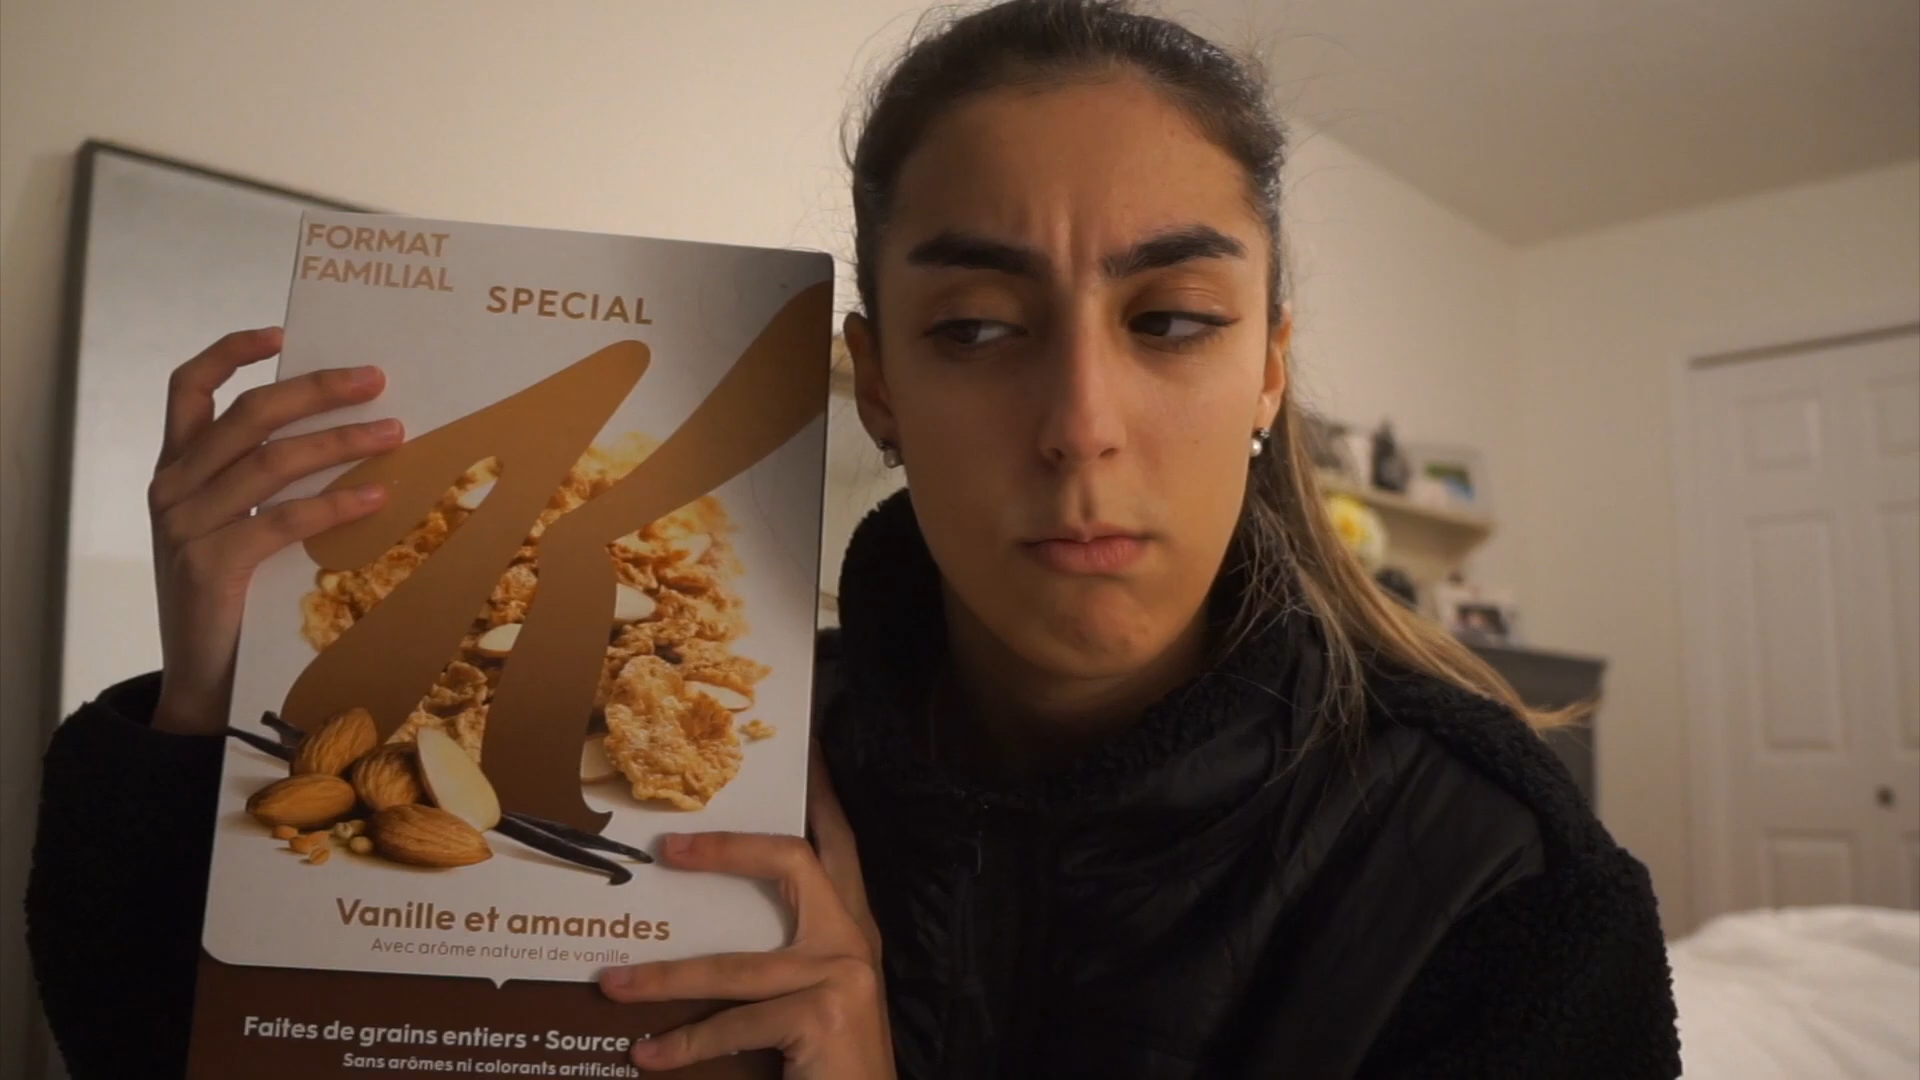 FORMAT
FAMILIAL
SPECIAL
K
Vanille et amandes
Avec arôme naturel de vanille
Faites de grains entiers • Source
Sans arômes ni colorants artificiels